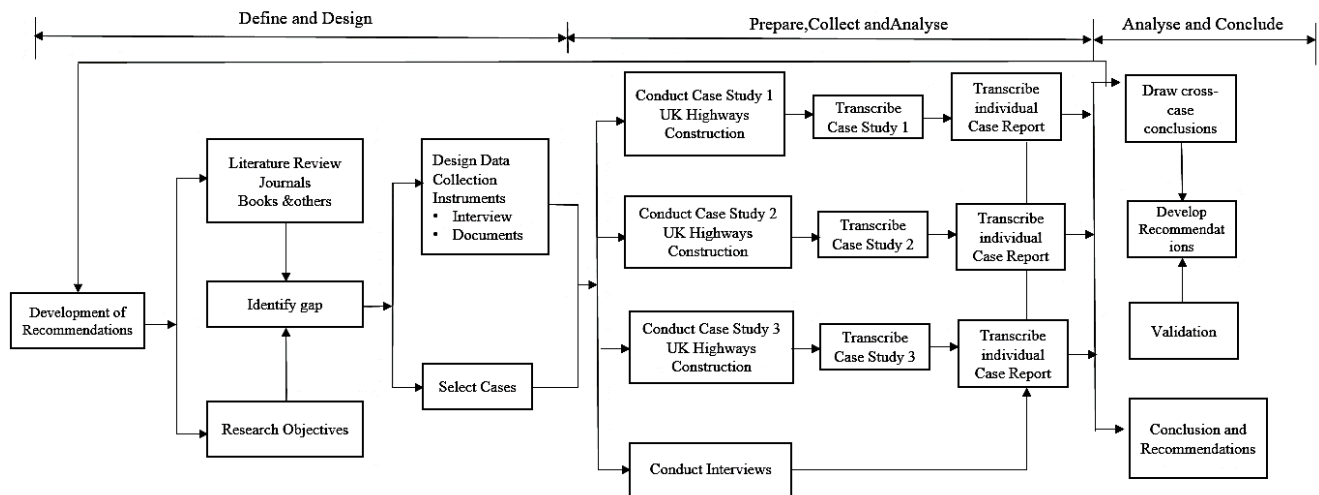 Define and Design
Prepare,Collect andAnalyse
Analyse and Conclude
Development of
Recommendations
Literature Review
Journals
Books &others
Identify gap
Research Objectives
Design Data
Collection
Instruments
▪ Interview
▪ Documents
Select Cases
Conduct Case Study 1
UK Highways
Construction
Transcribe
Case Study 1
Transcribe
individual
Case Report
Conduct Case Study 2
UK Highways
Construction
Transcribe
Case Study 2
Transcribe
individual
Case Report
Conduct Case Study 3
UK Highways
Construction
Transcribe
Case Study 3
Transcribe
individual
Case Report
Conduct Interviews
Draw cross-
case
conclusions
Develop
Recommendat
ions
Validation
Conclusion and
Recommendations